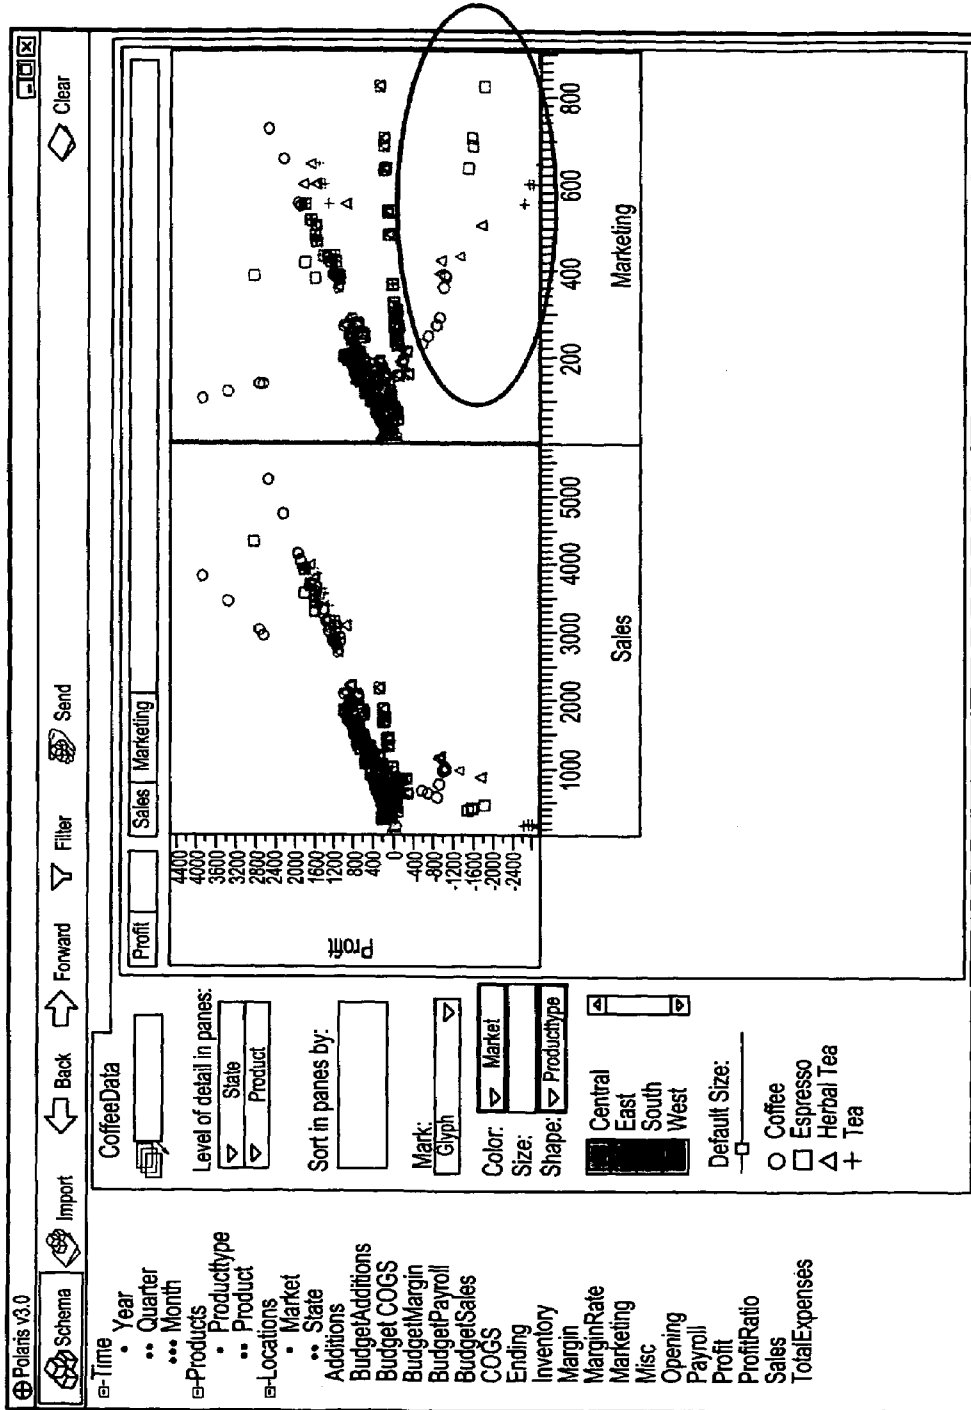 Polaris v3.0
Schema Import Back Forward Filter Send Clear
Time
Year
Quarter
Month
Products
Producttype
Product
Locations
Market
State
Additions
BudgetAdditions
Budget COGS
BudgetMargin
BudgetPayroll
BudgetSales
COGS
Ending
Inventory
Margin
MarginRate
Marketing
Misc
Opening
Payroll
Profit
ProfitRatio
Sales
TotalExpenses
CoffeeData
Level of detail in panes:
State
Product
Sort in panes by:
Mark:
Glyph
Color: Market
Size:
Shape: Producttype
Central
East
South
West
Default Size:
Coffee
Espresso
Herbal Tea
Tea
Sales Marketing
Profit
Profit
4400
4000
3600
3200
2800
2400
2000
1600
1200
800
400
0
-400
-800
-1200
-1600
-2000
-2400
1000 2000 3000 4000 5000
Sales
200 400 600 800
Marketing